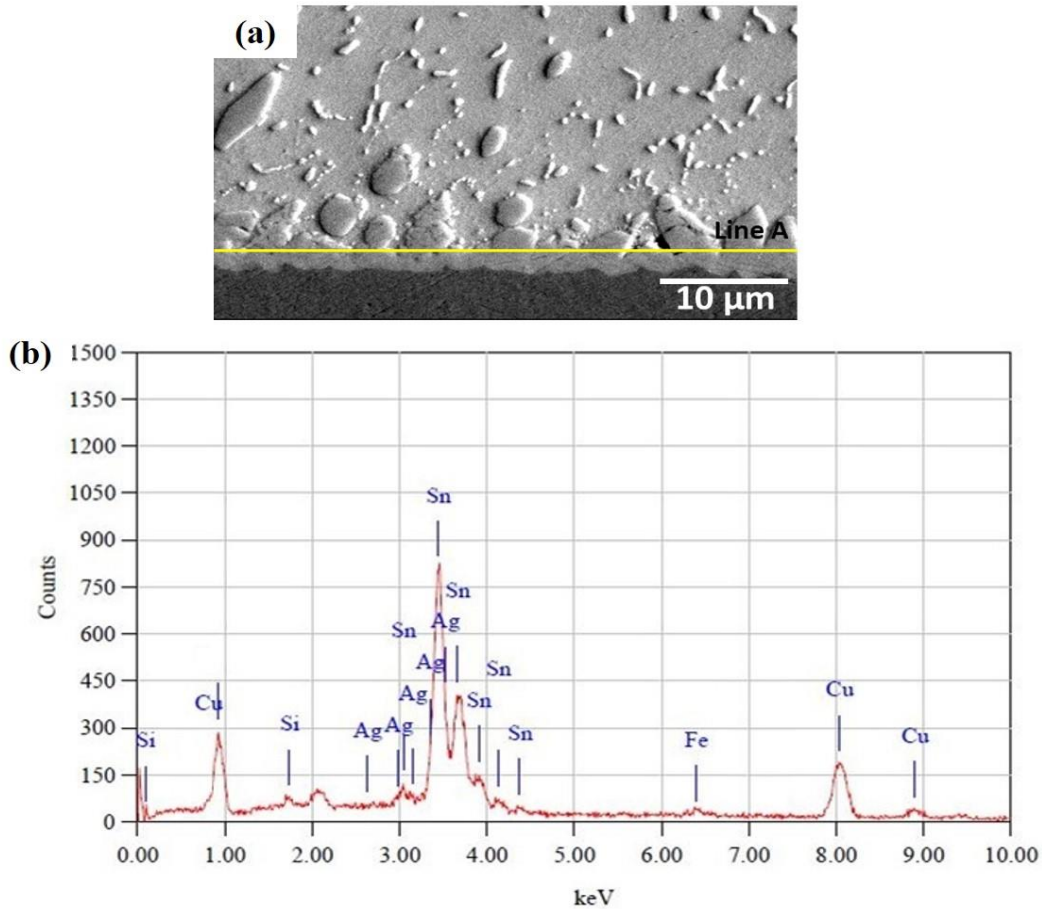 (a)
Line A
10 μm
(b)
1500
1350
1200
1050
900
750
600
450
300
150
0
Counts
Sn
Sn
Sn
Ag
Ag
Sn
Ag
Sn
Cu
Si
Ag
Ag
Sn
Si
Fe
Cu
Cu
0.00 1.00 2.00 3.00 4.00 5.00 6.00 7.00 8.00 9.00 10.00
keV